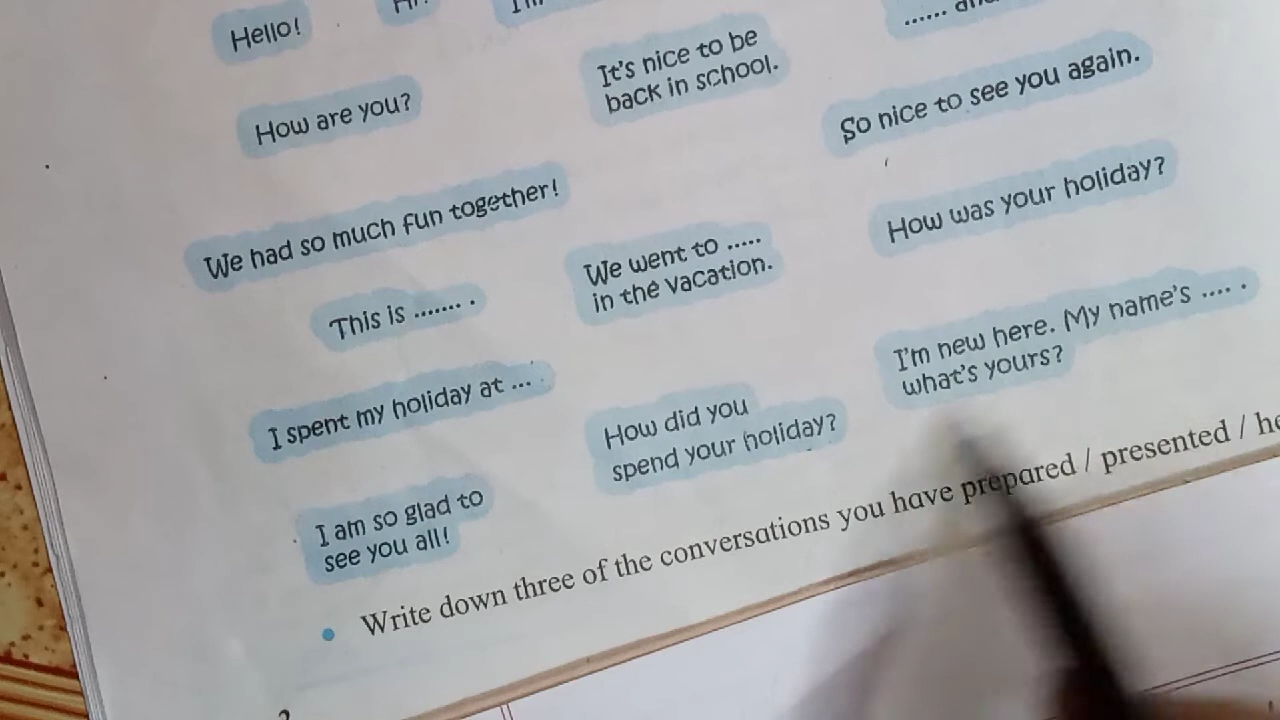 Hello!
It's nice to be
back in school.
So nice to see you again.
How are you?
How was your holiday?
We had so much fun together!
We went to .....
in the vacation.
This is ....... .
I'm new here. My name's .... .
what's yours?
I spent my holiday at ...
How did you
spend your holiday?
I am so glad to
see you all!
• Write down three of the conversations you have prepared / presented /